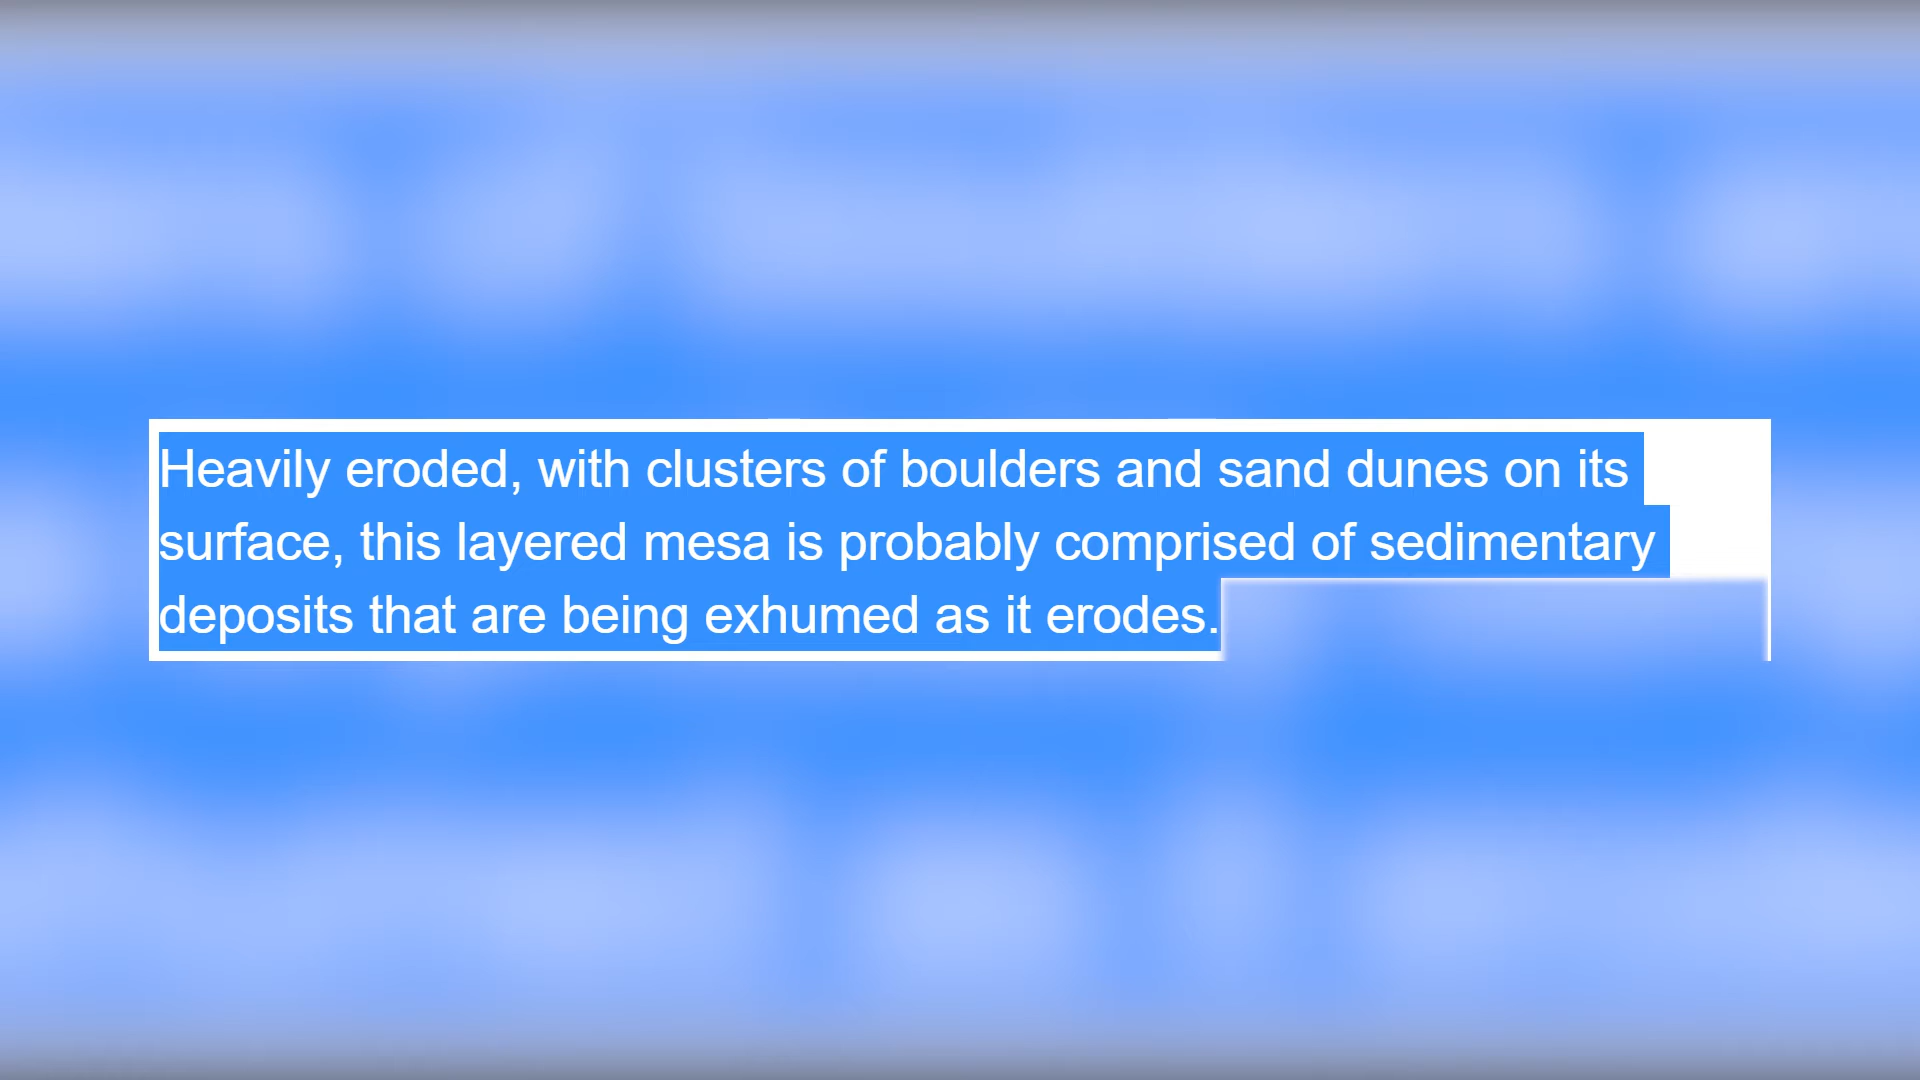 Heavily eroded, with clusters of boulders and sand dunes on its
surface, this layered mesa is probably comprised of sedimentary
deposits that are being exhumed as it erodes.